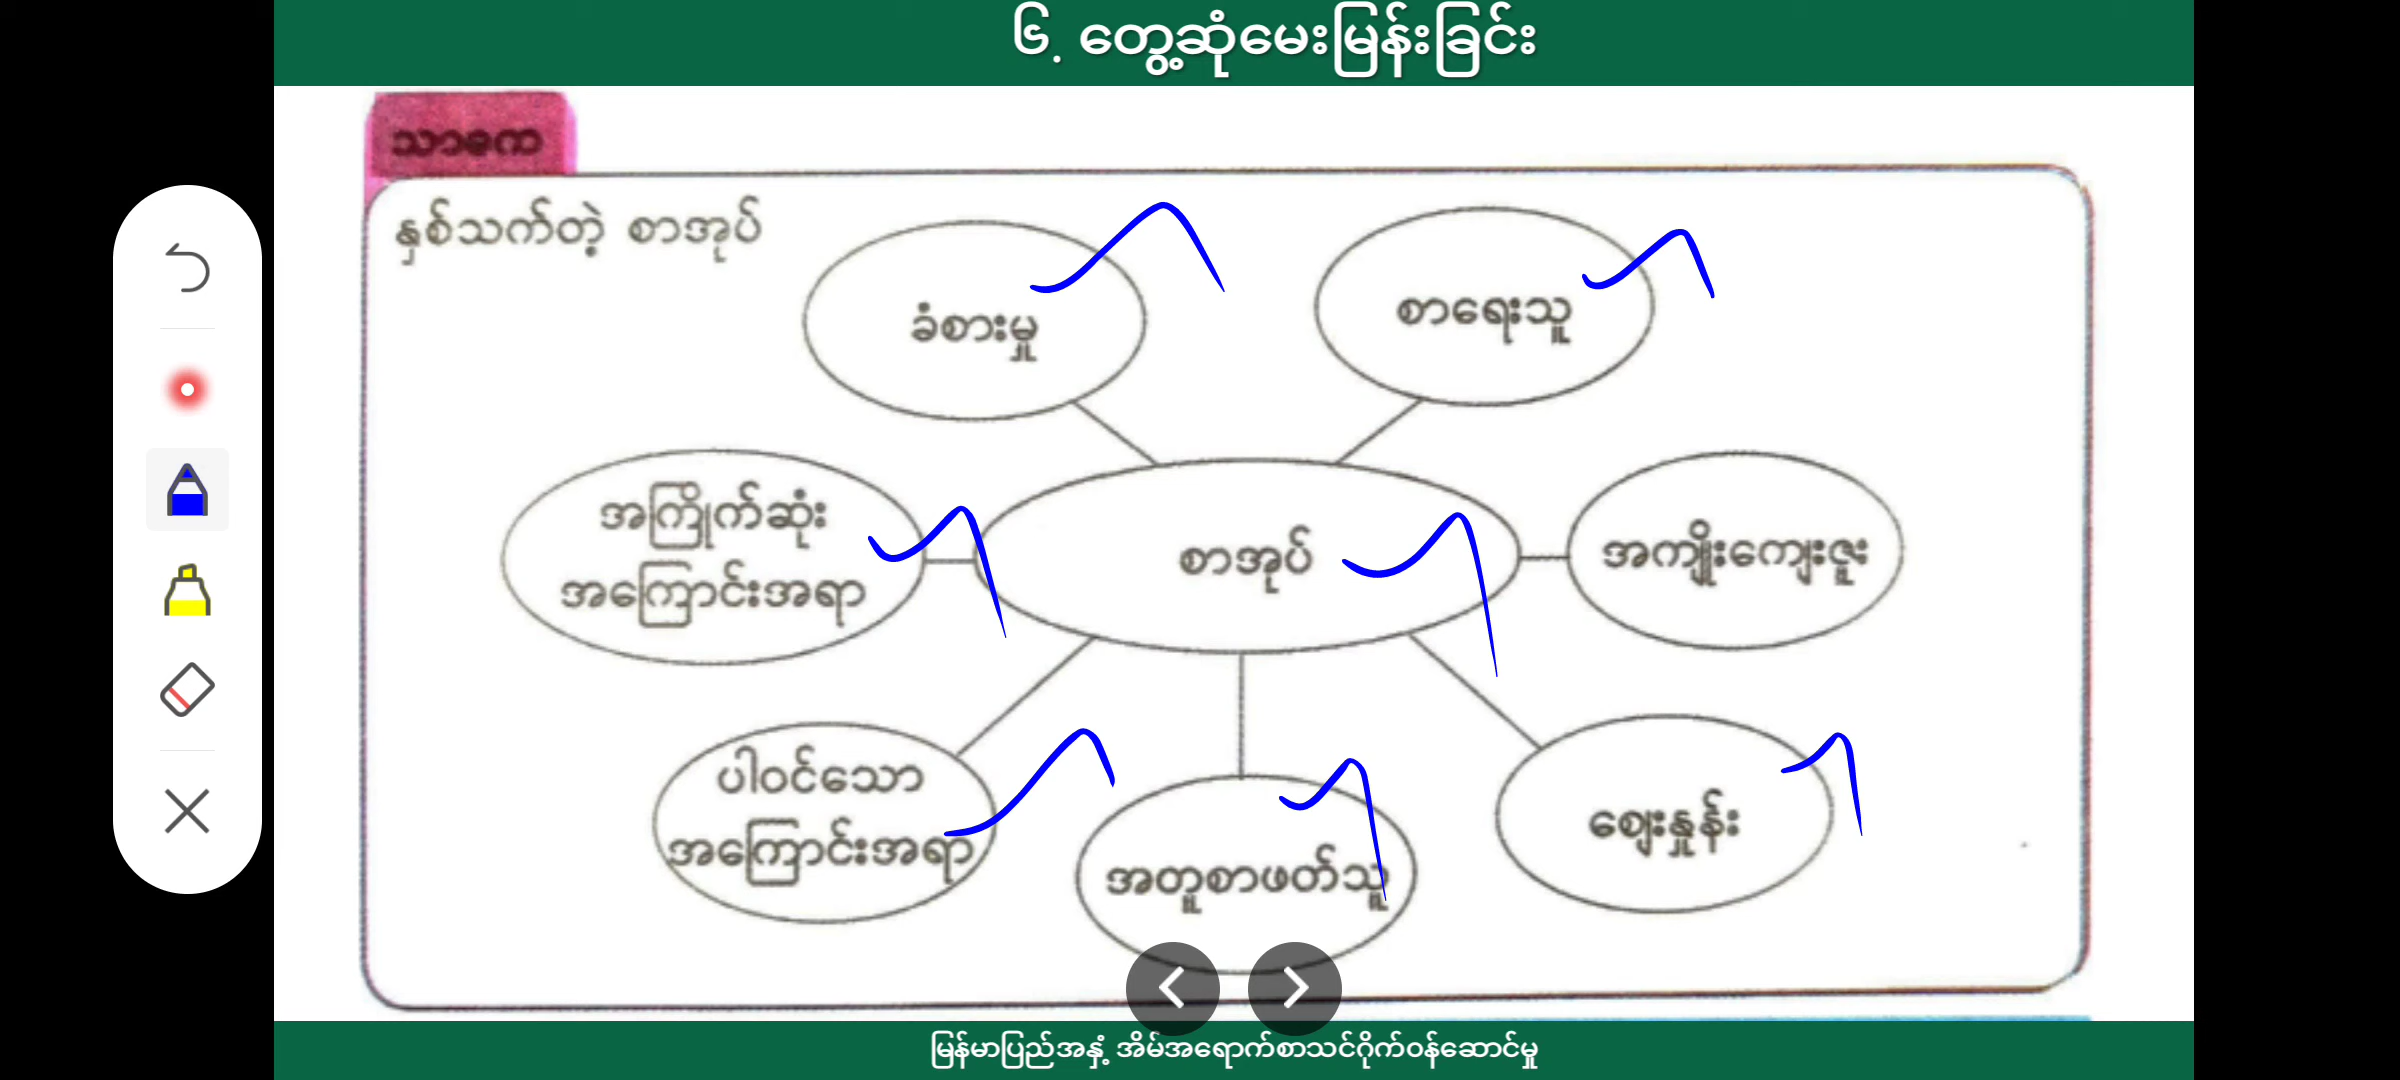 ၆. တွေ့ဆုံမေးမြန်းခြင်း
သာဓက
နှစ်သက်တဲ့ စာအုပ်
ခံစားမှု
စာရေးသူ
အကြိုက်ဆုံး
အကြောင်းအရာ
စာအုပ်
အကျိုးကျေးဇူး
ပါဝင်သော
အကြောင်းအရာ
အတူစာဖတ်သူ
ဈေးနှုန်း
မြန်မာပြည်အနှံ့ အိမ်အရောက်စာသင်ဂိုက်ဝန်ဆောင်မှု